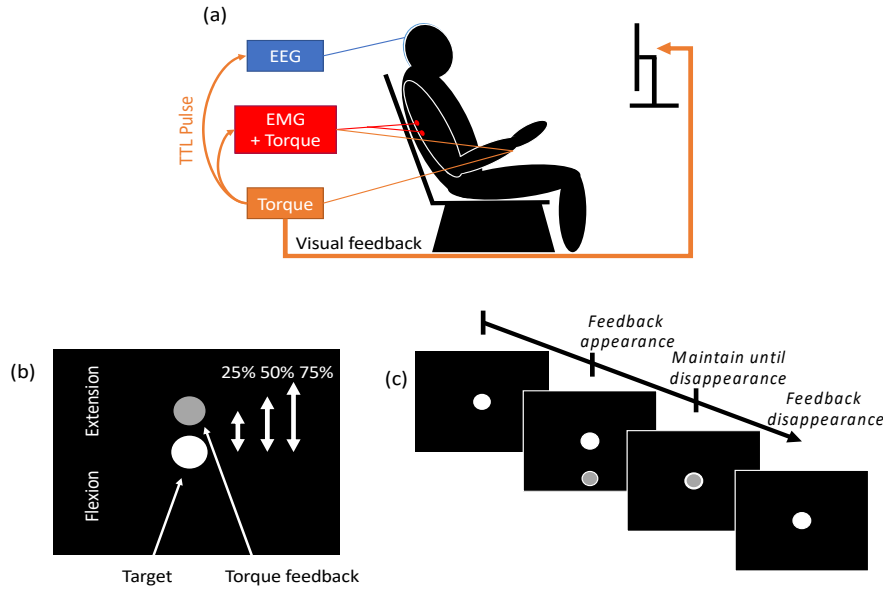 (a)
EEG
EMG
+ Torque
TTL Pulse
Torque
Visual feedback
(b)
Extension
Flexion
25% 50% 75%
Target
Torque feedback
(c)
Feedback
appearance
Maintain until
disappearance
Feedback
disappearance